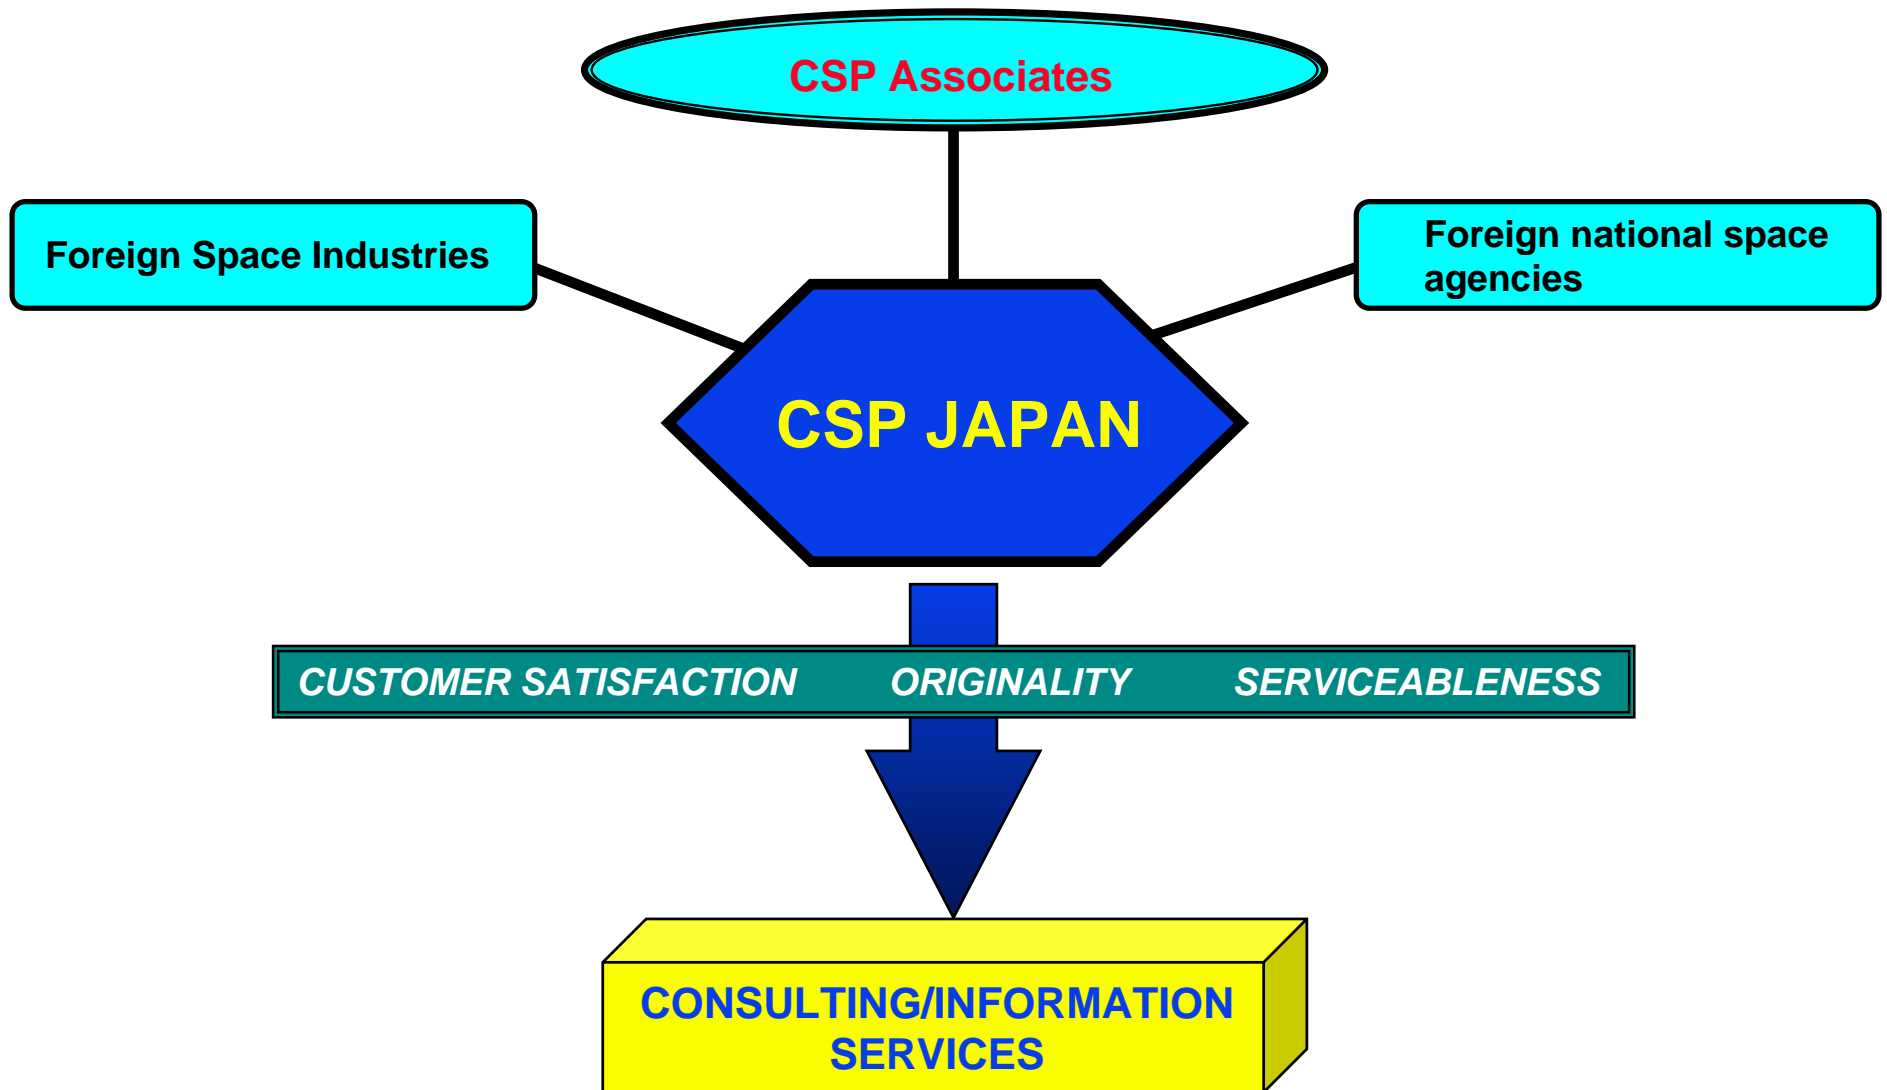 CSP Associates
Foreign Space Industries
Foreign national space
agencies
CSP JAPAN
CUSTOMER SATISFACTION ORIGINALITY SERVICEABLENESS
CONSULTING/INFORMATION
SERVICES